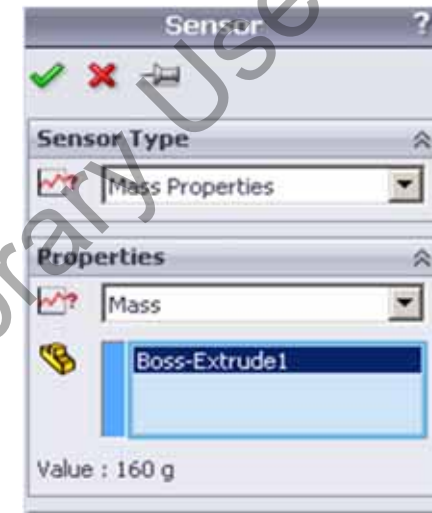 Sensor ?
Sensor Type
Mass Properties
Properties
Mass
Boss-Extrude1
Value : 160 g